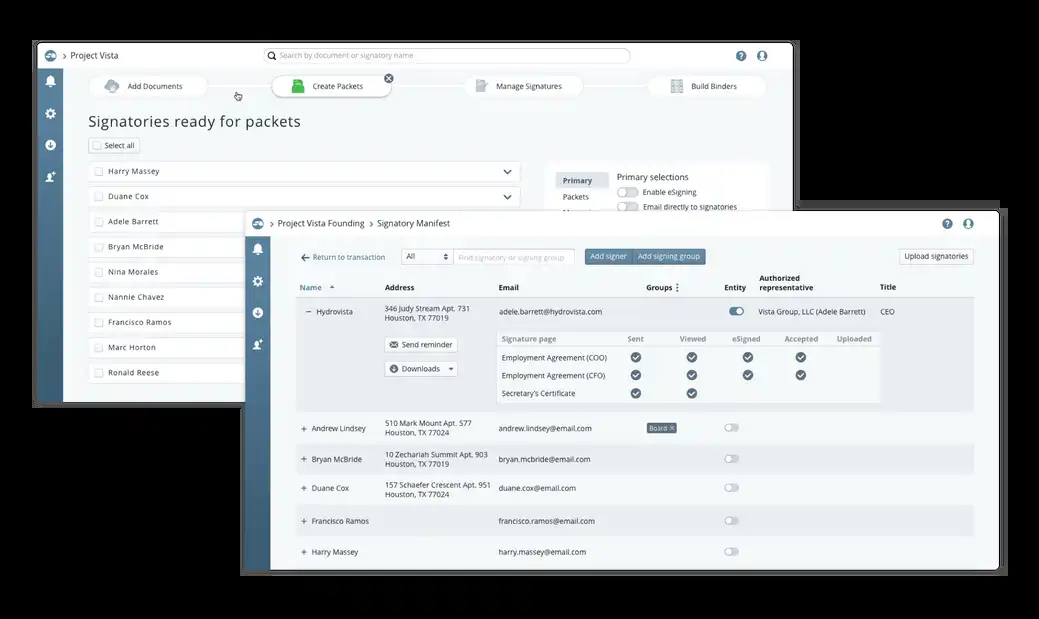 Project Vista
Search by document or signatory name
Add Documents
Create Packets
Manage Signatures
Build Binders
Signatories ready for packets
Select all
Harry Massey
Duane Cox
Adele Barrett
Bryan McBride
Nina Morales
Nannie Chavez
Francisco Ramos
Marc Horton
Ronald Reese
Primary
Packets
Primary selections
Enable eSigning
Email directly to signatories
Project Vista Founding > Signatory Manifest
Return to transaction
All
Find signatory or signing group
Add signer
Add signing group
Upload signatories
Name Address Email Groups Entity Authorized representative Title
Hydrovista
346 Judy Stream Apt. 731
Houston, TX 77019
adele.barrett@hydrovista.com
Vista Group, LLC (Adele Barrett)
CEO
Send reminder
Downloads
Signature page Sent Viewed eSigned Accepted Uploaded
Employment Agreement (COO)
Employment Agreement (CFO)
Secretary's Certificate
Andrew Lindsey
510 Mark Mount Apt. 577
Houston, TX 77024
andrew.lindsey@email.com
Board
Bryan McBride
10 Zechariah Summit Apt. 903
Houston, TX 77019
bryan.mcbride@email.com
Duane Cox
157 Schaefer Crescent Apt. 951
Houston, TX 77024
duane.cox@email.com
Francisco Ramos
francisco.ramos@email.com
Harry Massey
harry.massey@email.com